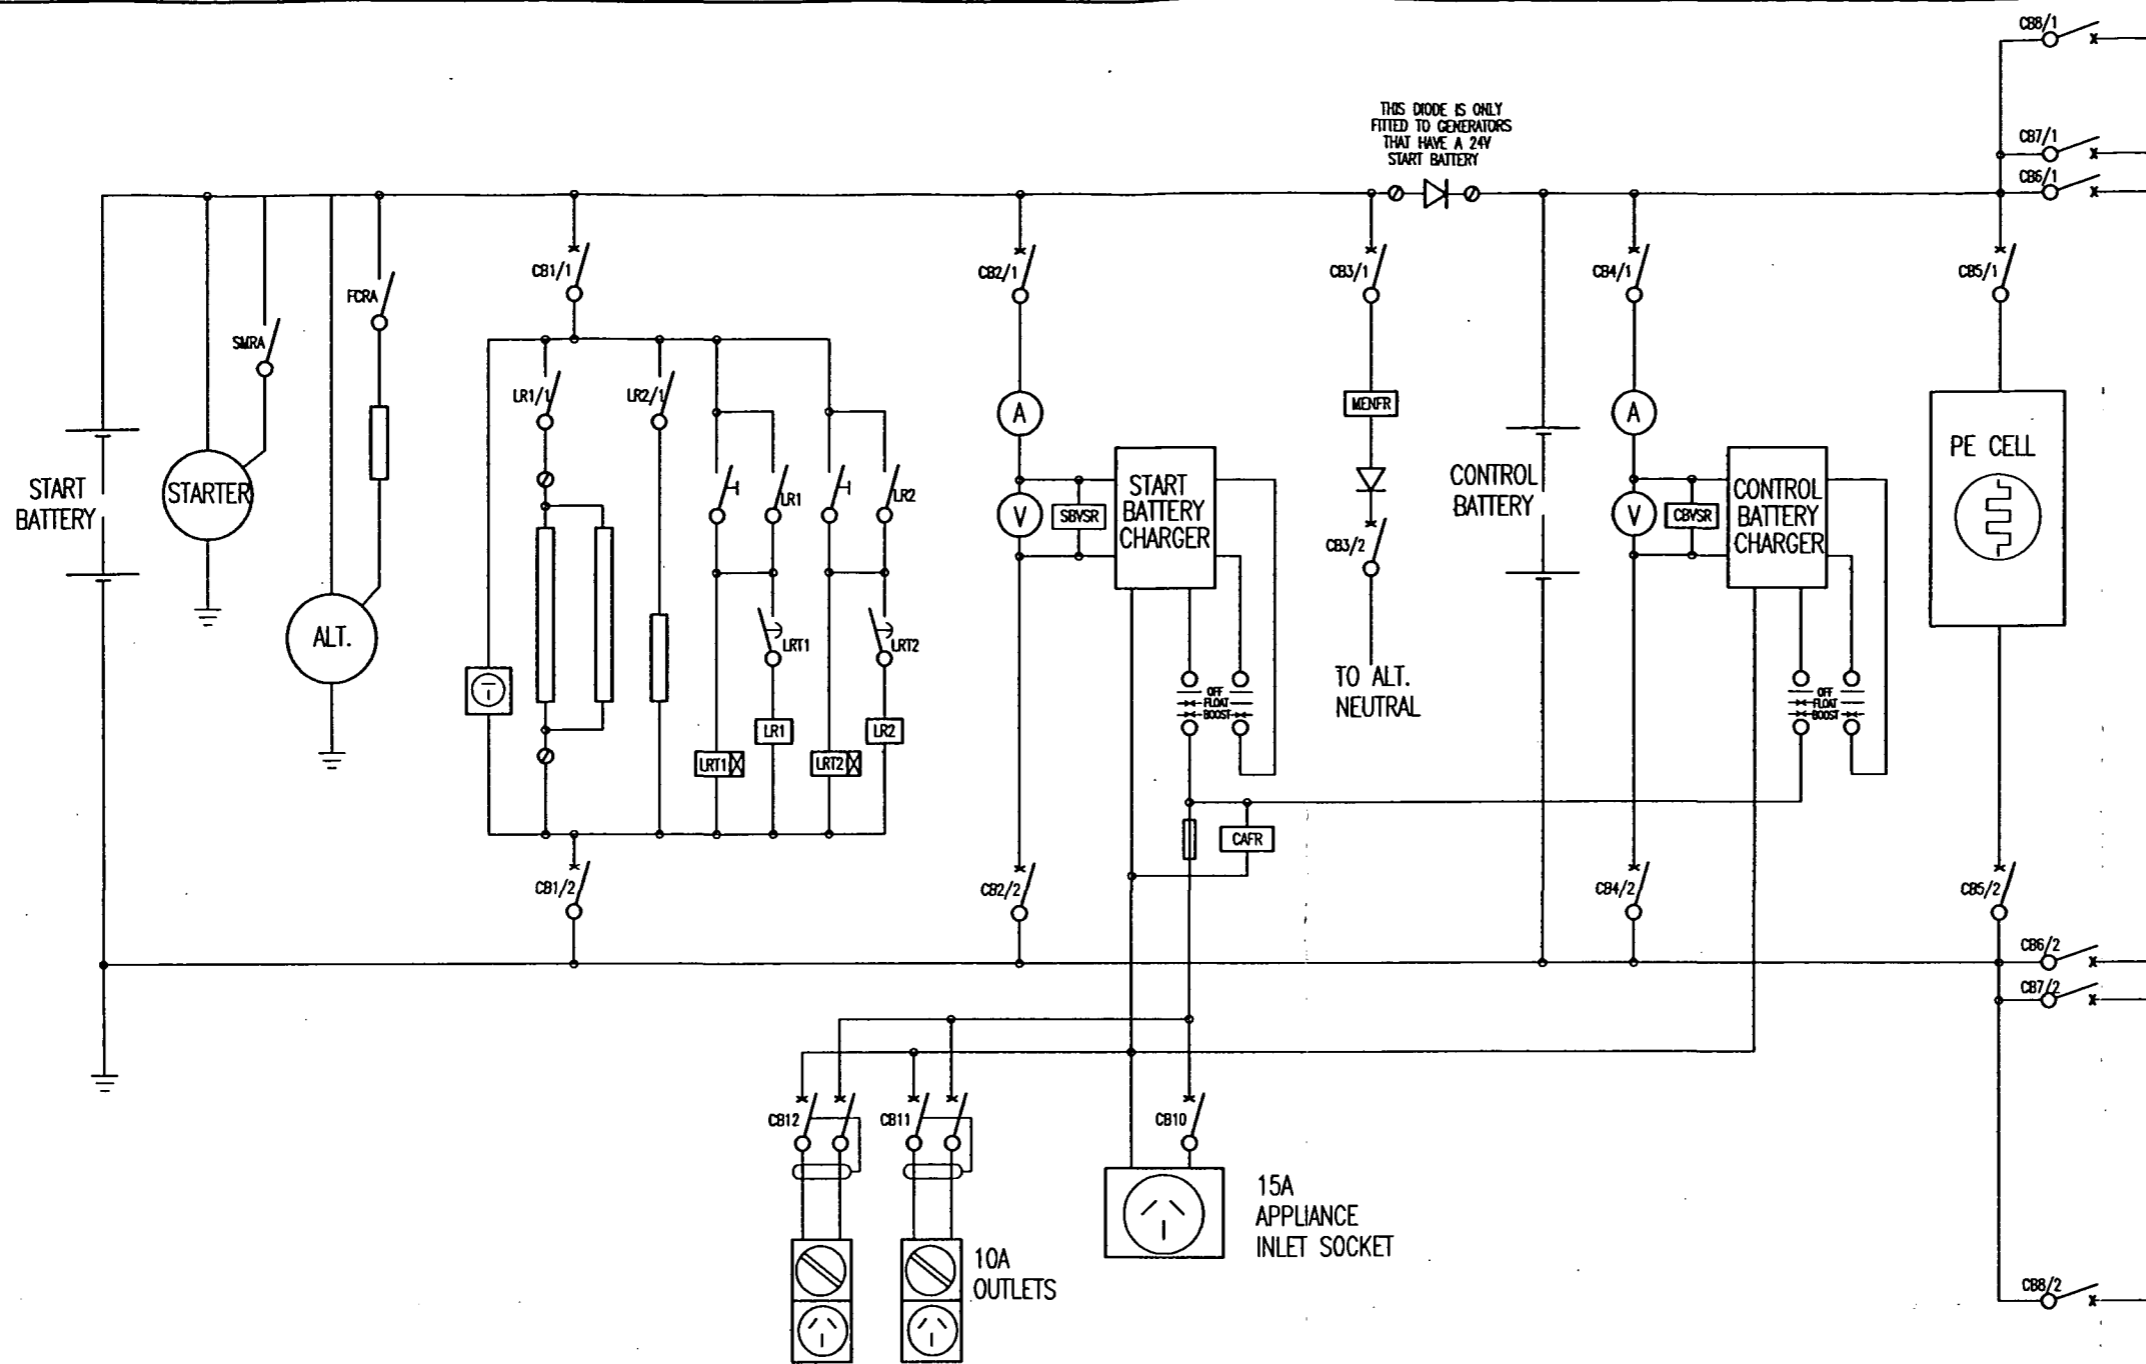 CB8/1
THIS DIODE IS ONLY
FITTED TO GENERATORS
THAT HAVE A 24V
START BATTERY
CB7/1
CB6/1
CB1/1
CB2/1
CB3/1
CB4/1
CB5/1
FCRA
SMRA
LR1/1
LR2/1
A
MENFR
A
START
BATTERY
STARTER
LR1
LR2
V
SBVSR
START
BATTERY
CHARGER
CB3/2
CONTROL
BATTERY
V
CBVSR
CONTROL
BATTERY
CHARGER
PE CELL
ALT.
LRT1
LRT2
TO ALT.
NEUTRAL
OFF
FLOAT
BOOST
OFF
FLOAT
BOOST
LR1
LR2
LRT1
LRT2
CAFR
CB1/2
CB2/2
CB4/2
CB5/2
CB6/2
CB7/2
CB12
CB11
CB10
15A
APPLIANCE
INLET SOCKET
10A
OUTLETS
CB8/2